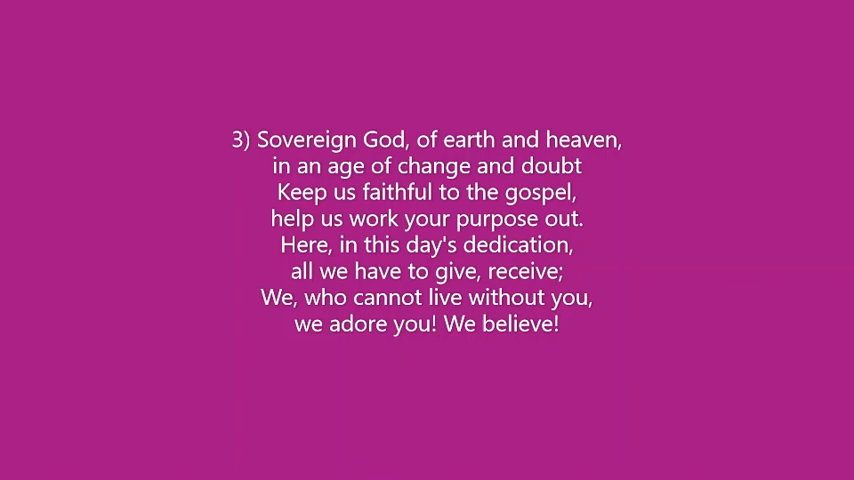 3) Sovereign God, of earth and heaven,
in an age of change and doubt
Keep us faithful to the gospel,
help us work your purpose out.
Here, in this day's dedication,
all we have to give, receive;
We, who cannot live without you,
we adore you! We believe!